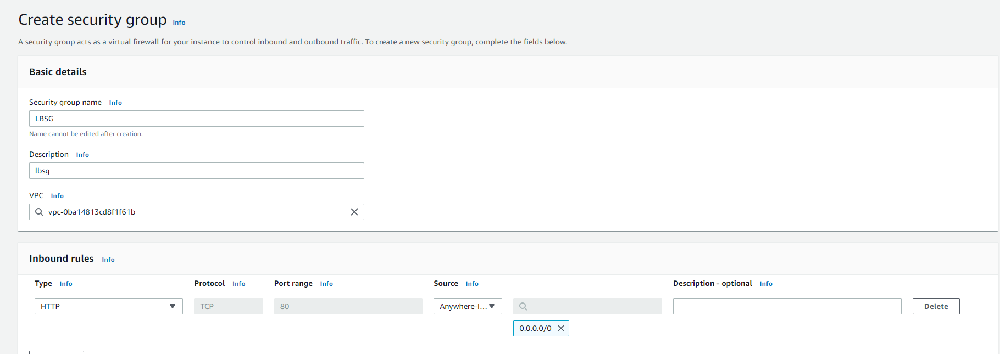 Create security group Info
A security group acts as a virtual firewall for your instance to control inbound and outbound traffic. To create a new security group, complete the fields below.
Basic details
Security group name Info
LBSG
Name cannot be edited after creation.
Description Info
lbsg
VPC Info
vpc-0ba14813cd8f1f61b
Inbound rules Info
Type Info Protocol Info Port range Info Source Info Description - optional Info
HTTP TCP 80 Anywhere-I... Delete
0.0.0.0/0